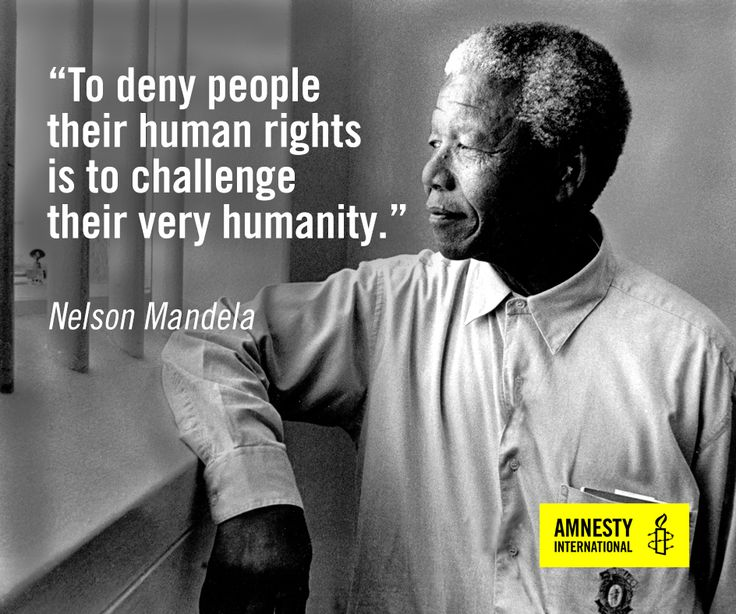 “To deny people
their human rights
is to challenge
their very humanity.”
Nelson Mandela
AMNESTY
INTERNATIONAL